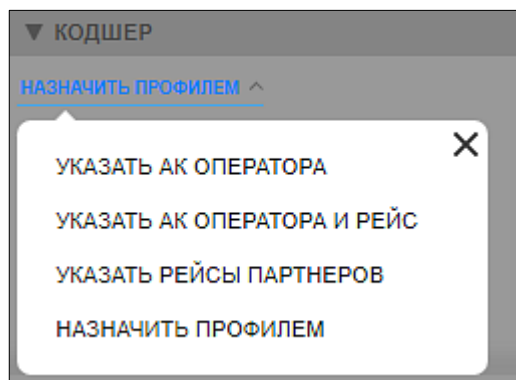 ▼ КОДШЕР
НАЗНАЧИТЬ ПРОФИЛЕМ
УКАЗАТЬ АК ОПЕРАТОРА
УКАЗАТЬ АК ОПЕРАТОРА И РЕЙС
УКАЗАТЬ РЕЙСЫ ПАРТНЕРОВ
НАЗНАЧИТЬ ПРОФИЛЕМ